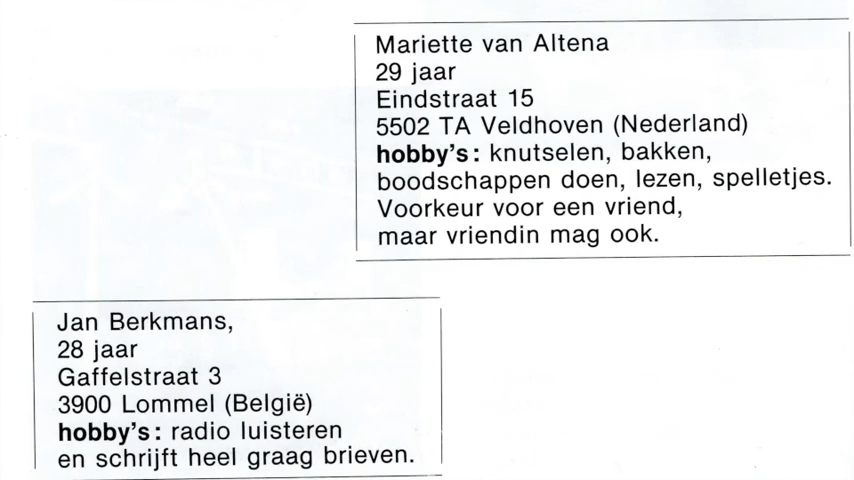 Mariette van Altena
29 jaar
Eindstraat 15
5502 TA Veldhoven (Nederland)
hobby's: knutselen, bakken,
boodschappen doen, lezen, spelletjes.
Voorkeur voor een vriend,
maar vriendin mag ook.
Jan Berkmans,
28 jaar
Gaffelstraat 3
3900 Lommel (België)
hobby's: radio luisteren
en schrijft heel graag brieven.